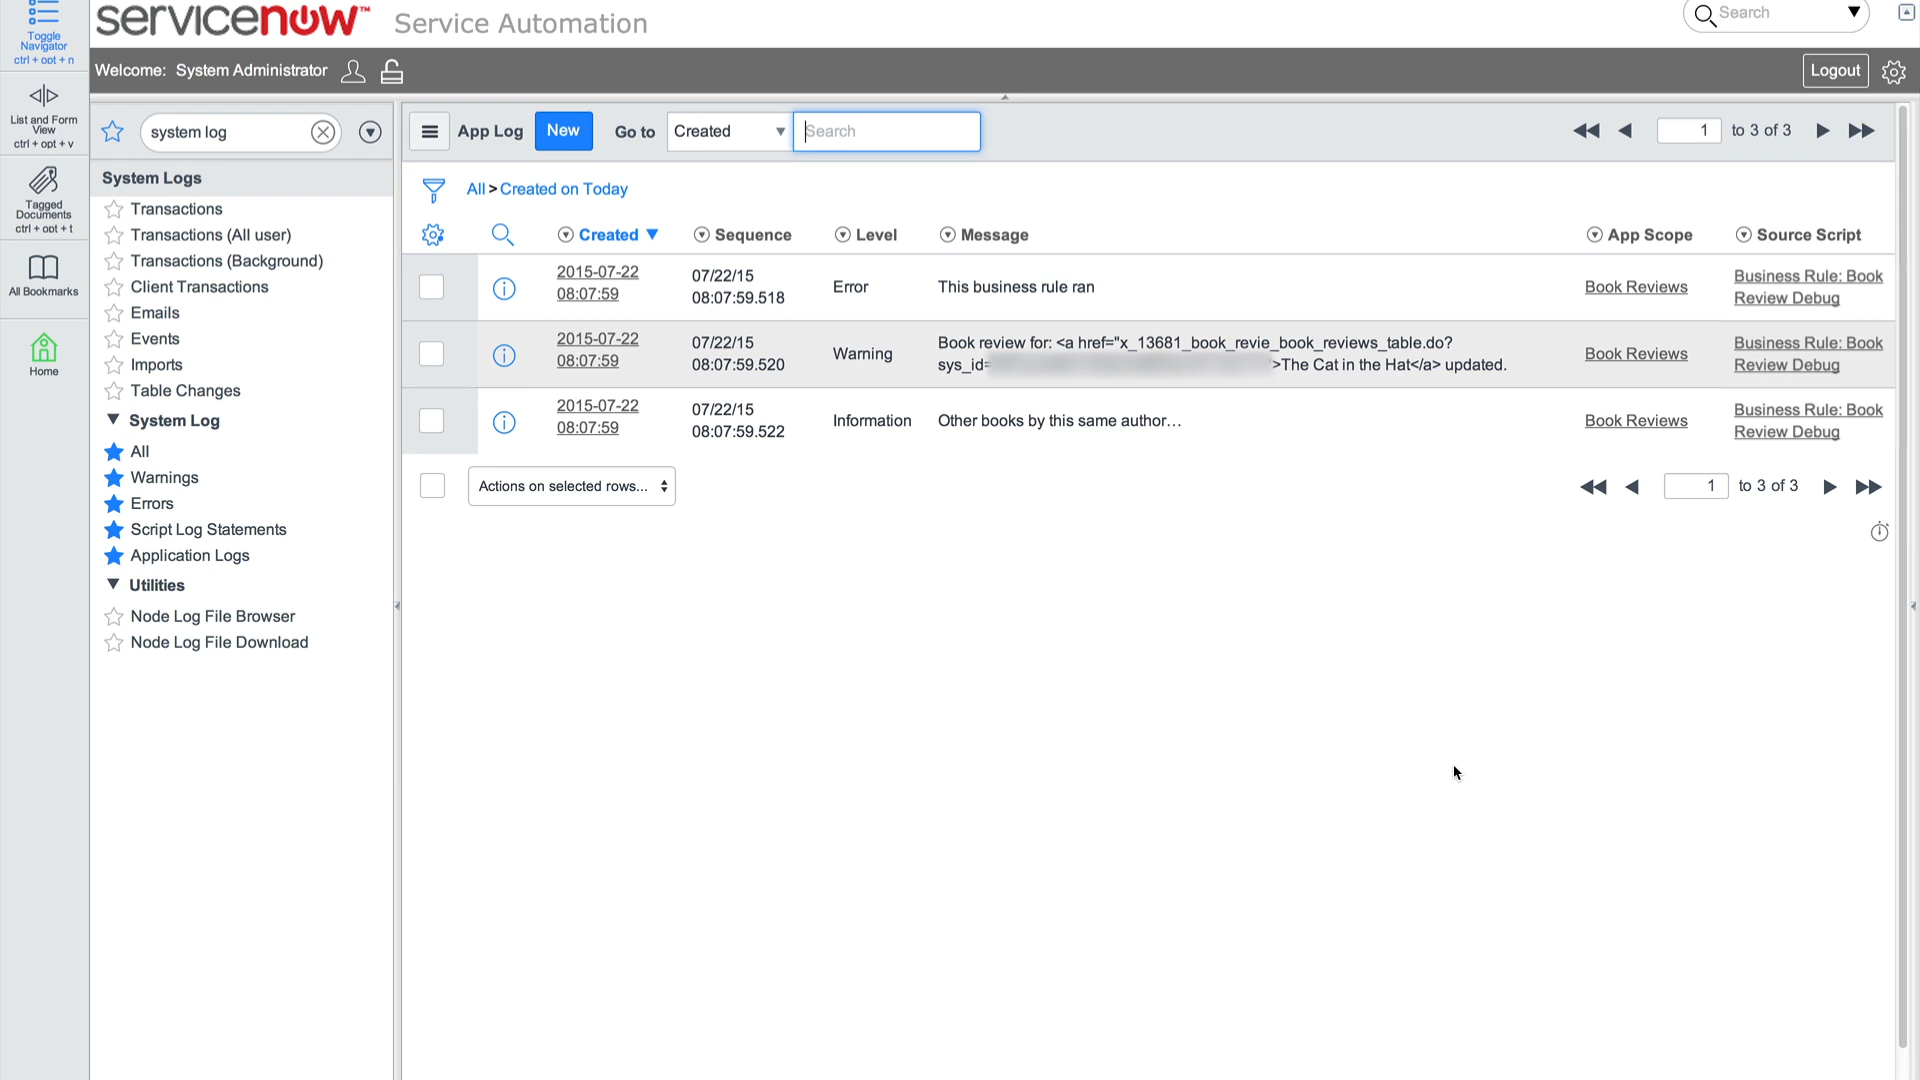 servicenow™ Service Automation
Search
Toggle
Navigator
ctrl + opt + n
Welcome: System Administrator
Logout
List and Form
View
ctrl + opt + v
Tagged
Documents
ctrl + opt + t
All Bookmarks
Home
system log
System Logs
Transactions
Transactions (All user)
Transactions (Background)
Client Transactions
Emails
Events
Imports
Table Changes
System Log
All
Warnings
Errors
Script Log Statements
Application Logs
Utilities
Node Log File Browser
Node Log File Download
App Log New Go to Created Search 1 to 3 of 3
All > Created on Today
Created Sequence Level Message App Scope Source Script
2015-07-22
08:07:59
07/22/15
08:07:59.518
Error
This business rule ran
Book Reviews
Business Rule: Book
Review Debug
2015-07-22
08:07:59
07/22/15
08:07:59.520
Warning
Book review for: <a href="x_13681_book_revie_book_reviews_table.do?
sys_id= >The Cat in the Hat</a> updated.
Book Reviews
Business Rule: Book
Review Debug
2015-07-22
08:07:59
07/22/15
08:07:59.522
Information
Other books by this same author…
Book Reviews
Business Rule: Book
Review Debug
Actions on selected rows... 1 to 3 of 3